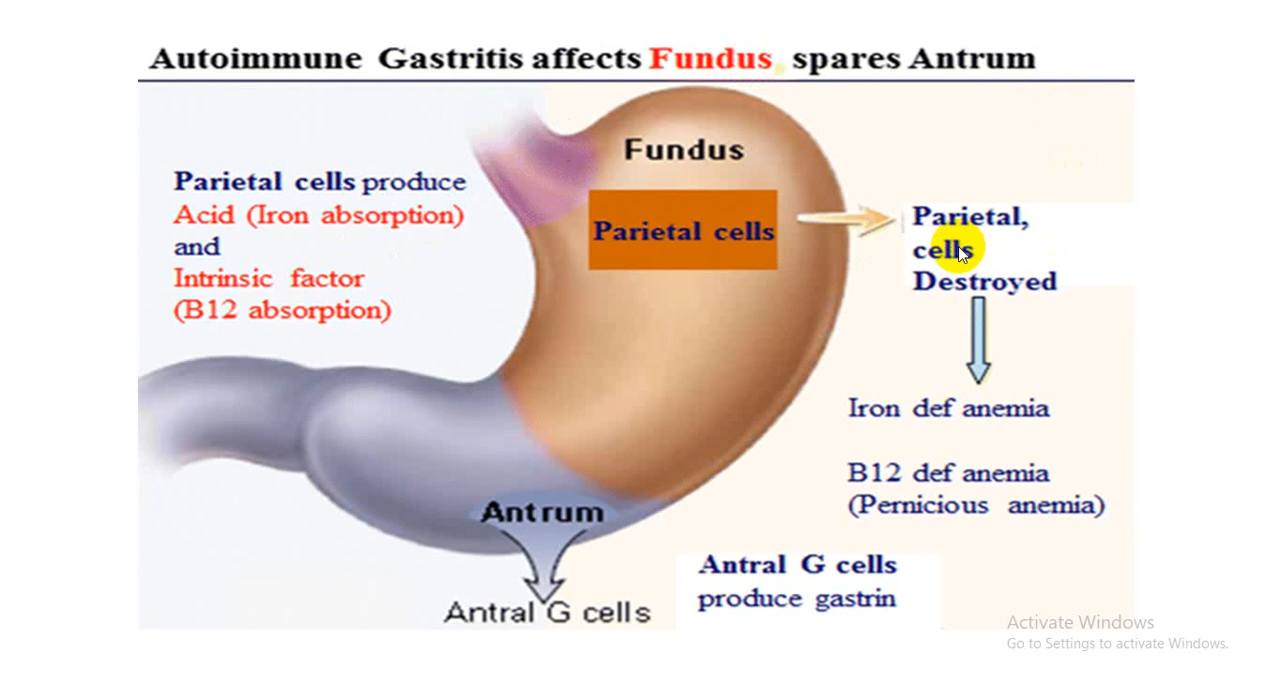 Autoimmune Gastritis affects Fundus, spares Antrum
Fundus
Parietal cells produce
Acid (Iron absorption)
and
Intrinsic factor
(B12 absorption)
Parietal cells
Parietal,
cells
Destroyed
Iron def anemia
B12 def anemia
(Pernicious anemia)
Antrum
Antral G cells
produce gastrin
Antral G cells
Activate Windows
Go to Settings to activate Windows.